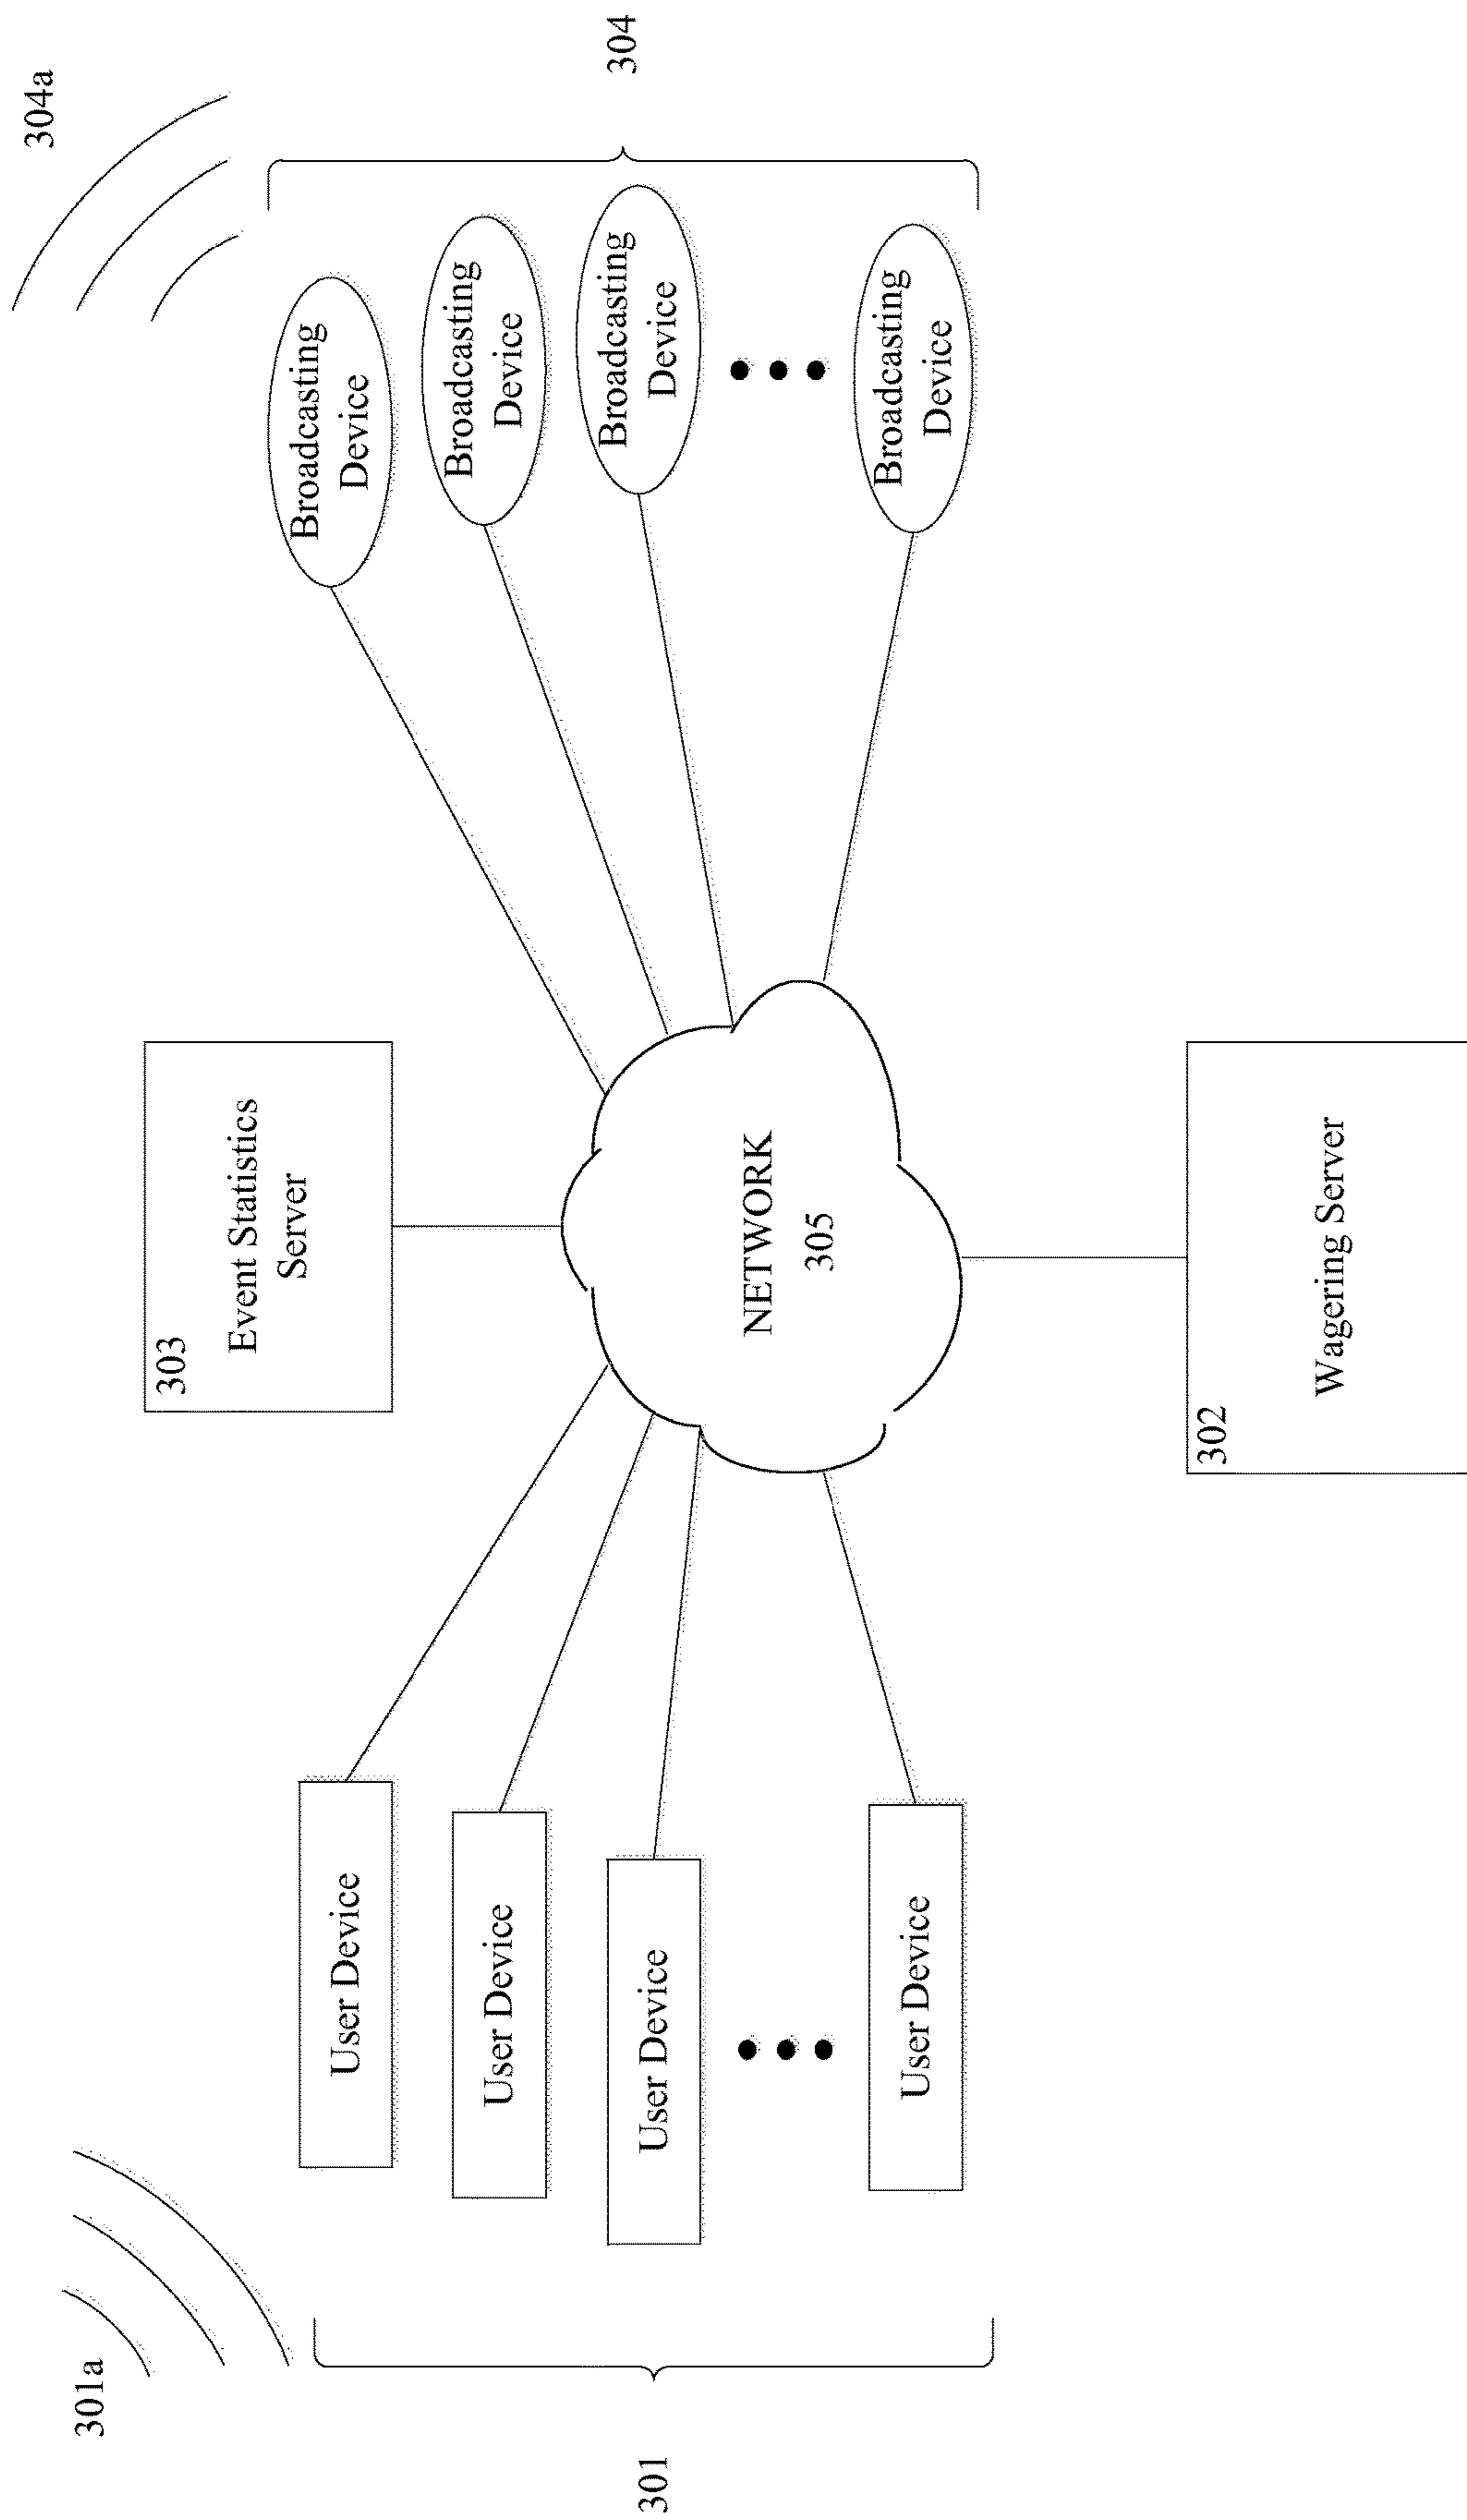 301a
304a
303
Event Statistics
Server
User Device
User Device
User Device
User Device
301
NETWORK
305
Broadcasting
Device
Broadcasting
Device
Broadcasting
Device
Broadcasting
Device
304
302
Wagering Server